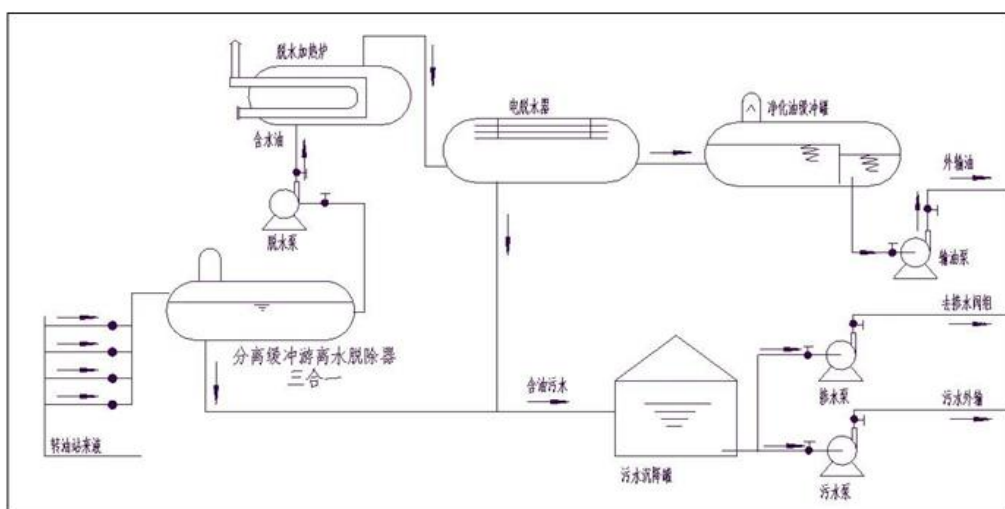 脱水加热炉
电脱水器
净化油缓冲罐
含水油
外输油
脱水泵
输油泵
去掺水阀组
分离缓冲游离水脱除器
三合一
含油污水
掺水泵
污水外输
转油站来液
污水沉降罐
污水泵